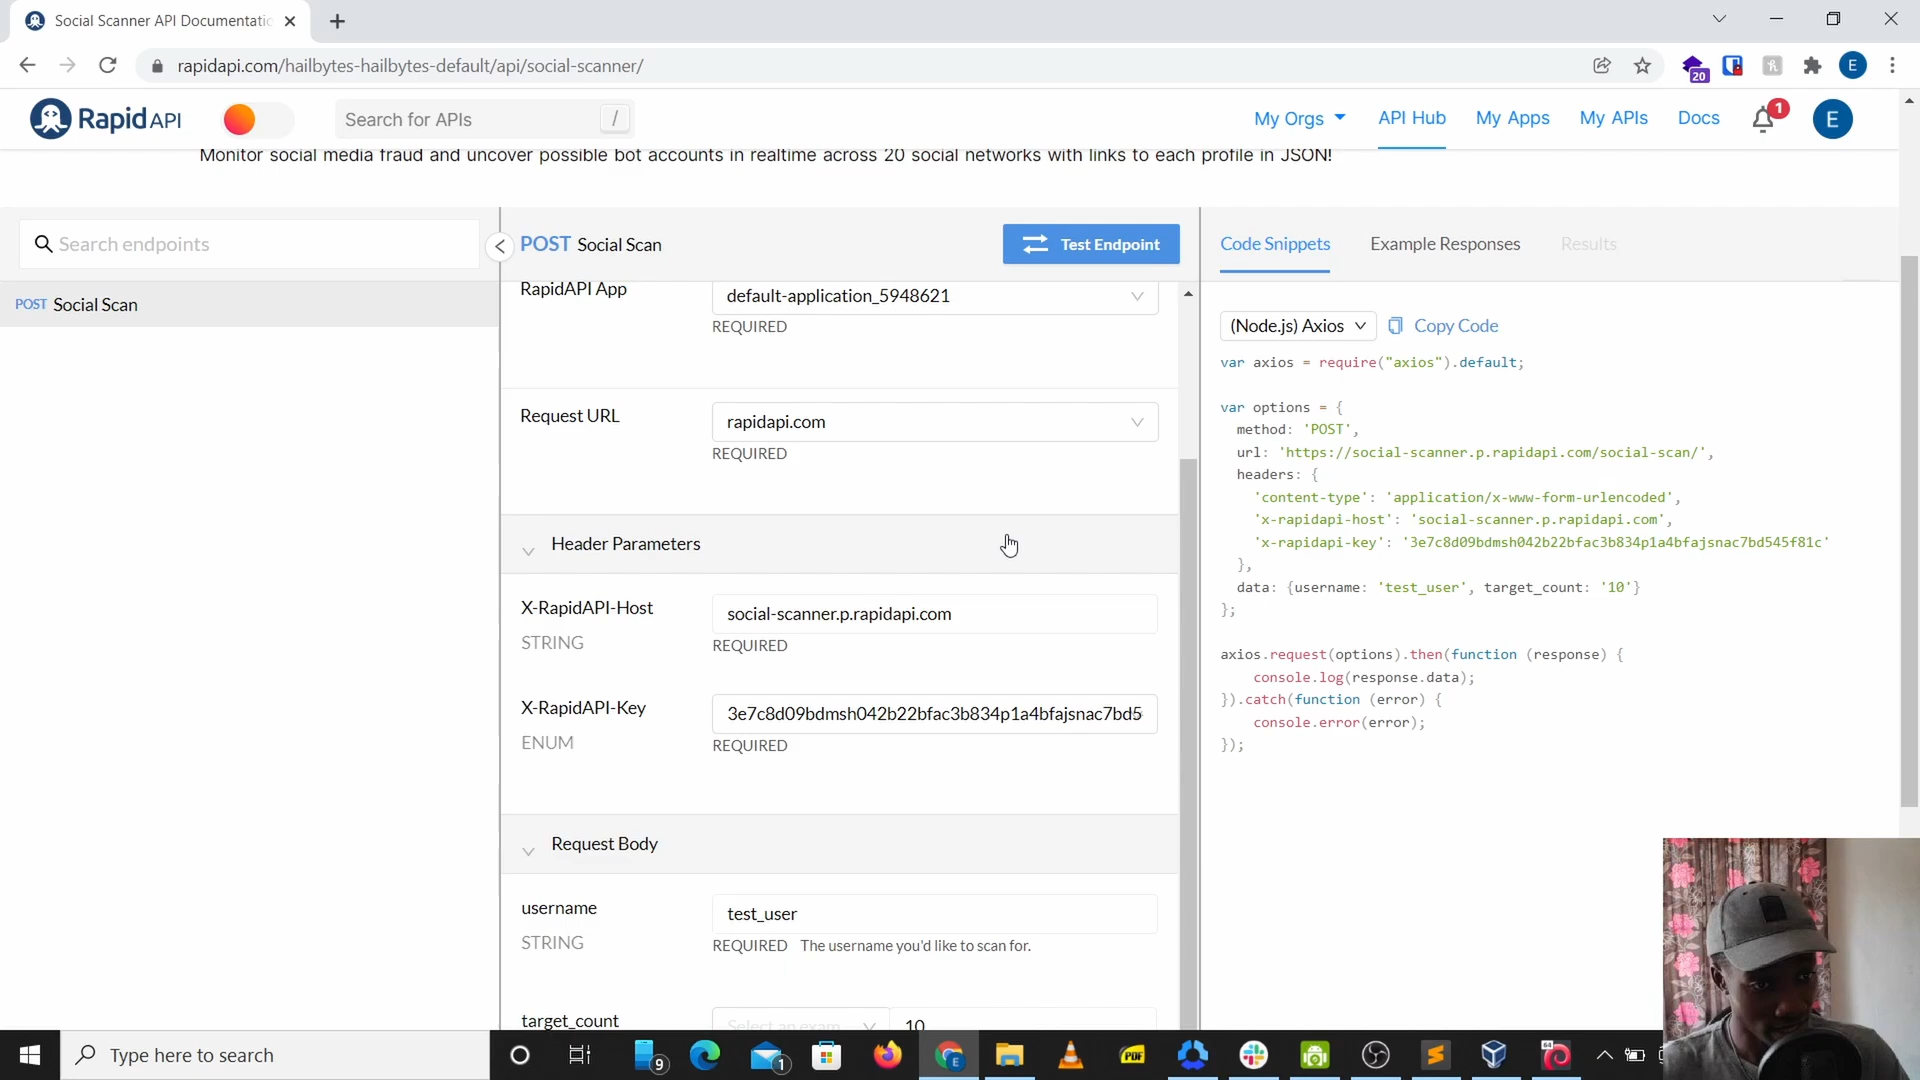 Social Scanner API Documentatic
rapidapi.com/hailbytes-hailbytes-default/api/social-scanner/
20
E
Rapid API
Search for APIs
/
My Orgs
API Hub
My Apps
My APIs
Docs
1
E
Monitor social media fraud and uncover possible bot accounts in realtime across 20 social networks with links to each profile in JSON!
Search endpoints
POST Social Scan
POST Social Scan
Test Endpoint
RapidAPI App
default-application_5948621
REQUIRED
Request URL
rapidapi.com
REQUIRED
Header Parameters
X-RapidAPI-Host
social-scanner.p.rapidapi.com
STRING
REQUIRED
X-RapidAPI-Key
3e7c8d09bdmsh042b22bfac3b834p1a4bfajsnac7bd5
ENUM
REQUIRED
Request Body
username
test_user
STRING
REQUIRED The username you'd like to scan for.
target_count
Select an exam
10
Code Snippets
Example Responses
Results
(Node.js) Axios
Copy Code
var axios = require("axios").default;
var options = {
method: 'POST',
url: 'https://social-scanner.p.rapidapi.com/social-scan/',
headers: {
'content-type': 'application/x-www-form-urlencoded',
'x-rapidapi-host': 'social-scanner.p.rapidapi.com',
'x-rapidapi-key': '3e7c8d09bdmsh042b22bfac3b834p1a4bfajsnac7bd545f81c'
},
data: {username: 'test_user', target_count: '10'}
};
axios.request(options).then(function (response) {
console.log(response.data);
}).catch(function (error) {
console.error(error);
});
Type here to search
9
1
E
PDF
64